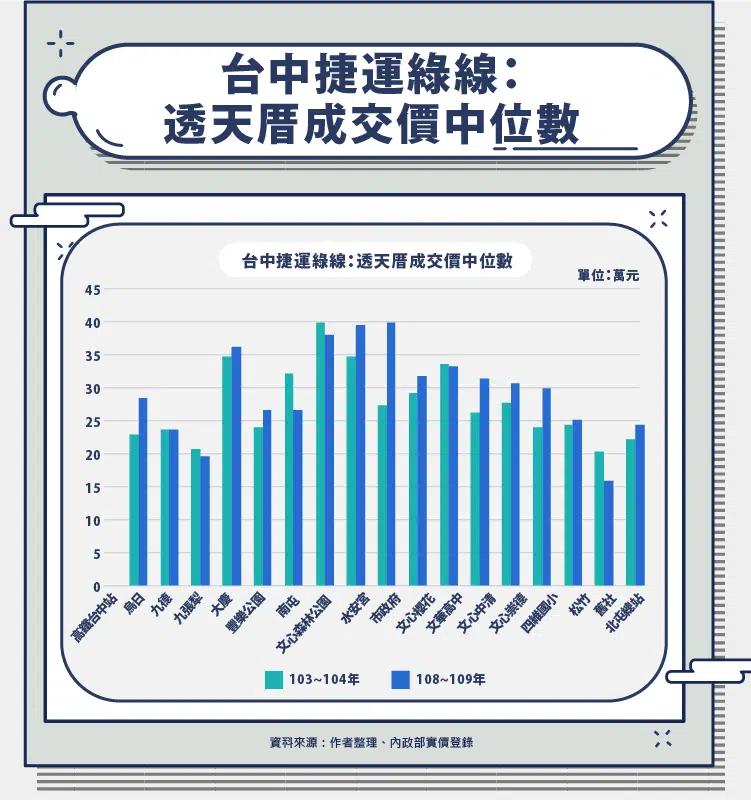 台中捷運綠線：
透天厝成交價中位數
台中捷運綠線：透天厝成交價中位數
單位：萬元
45
40
35
30
25
20
15
10
5
0
高鐵台中站
烏日
九德
九張犁
大慶
豐樂公園
南屯
文心森林公園
水安宮
市政府
文心櫻花
文華高中
文心中清
文心崇德
四維國小
松竹
舊社
北屯總站
103~104年
108~109年
資料來源：作者整理、內政部實價登錄